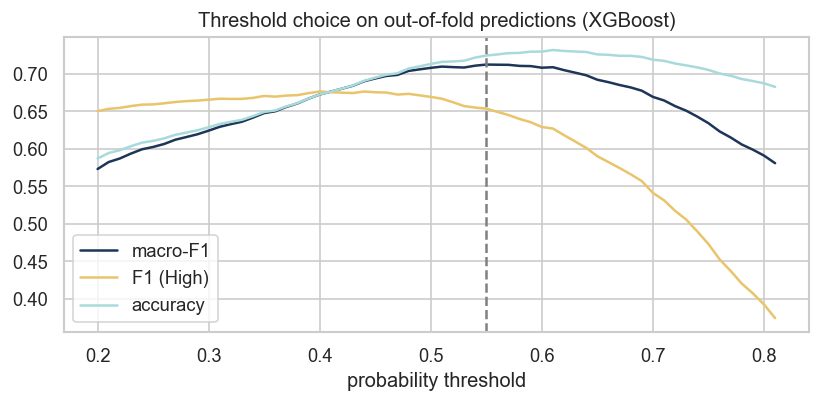 Threshold choice on out-of-fold predictions (XGBoost)
0.70
0.65
0.60
0.55
0.50
0.45
0.40
macro-F1
F1 (High)
accuracy
0.2 0.3 0.4 0.5 0.6 0.7 0.8
probability threshold